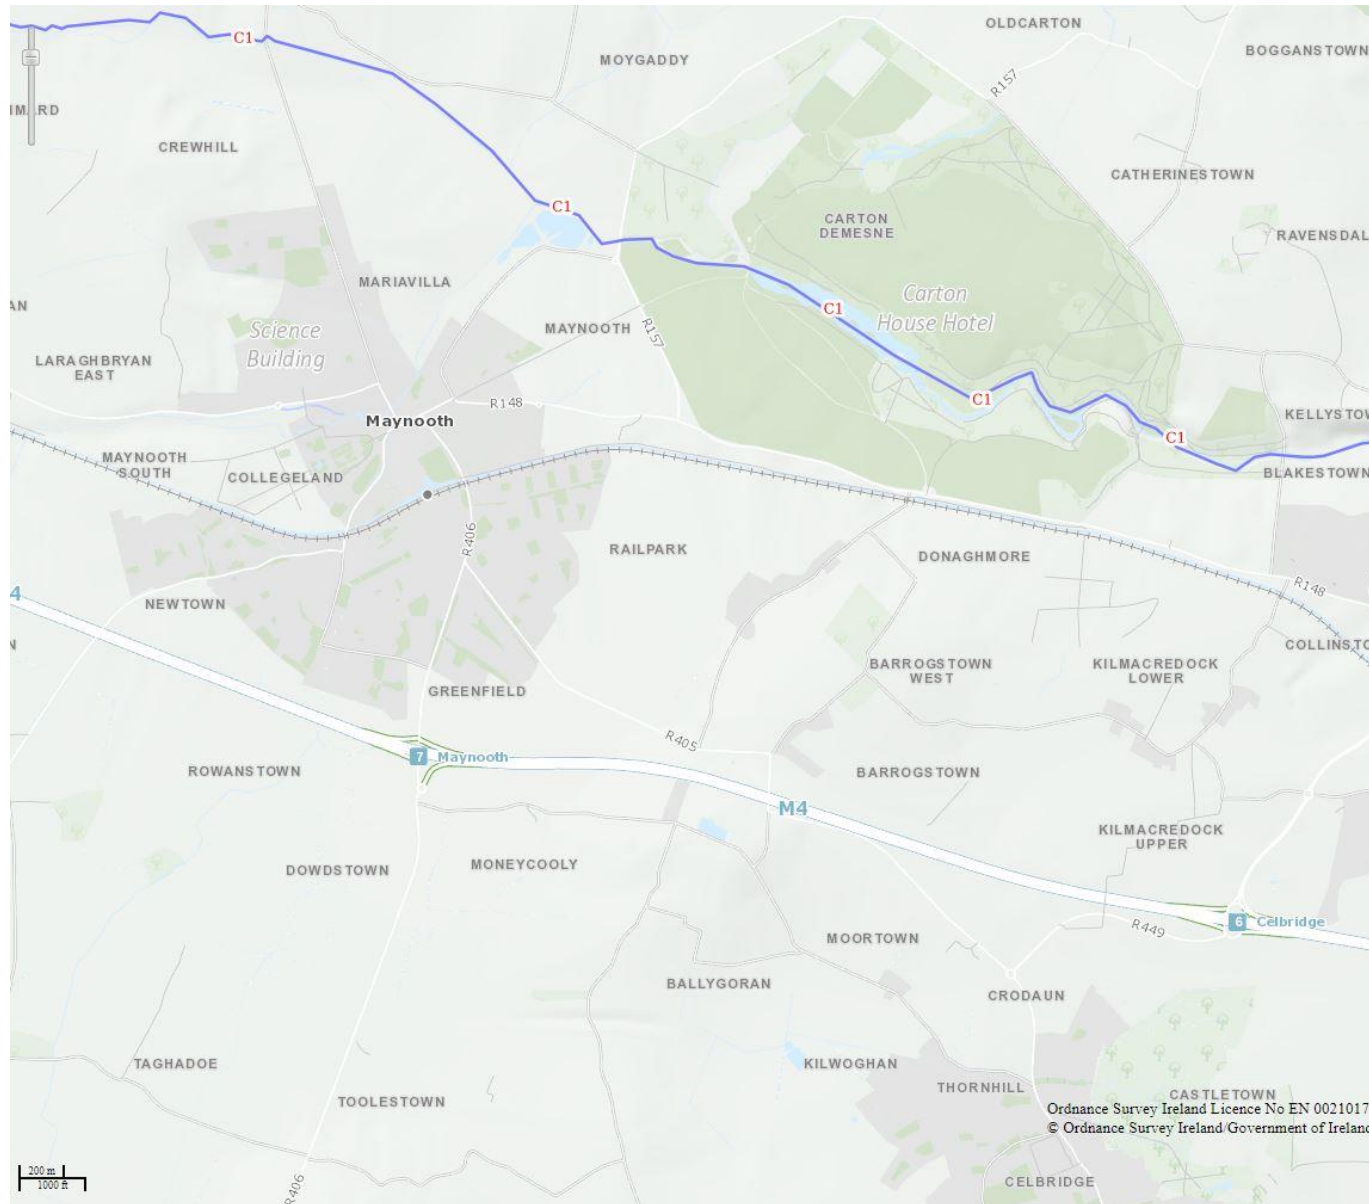 OLDCARTON
C1
BOGGANSTOWN
MOYGADDY
R157
CREWHILL
CATHERINESTOWN
C1
CARTON
DEMESNE
RAVENSDAL
MARIAVILLA
AN
Carton
House Hotel
C1
Science
Building
MAYNOOTH
R157
LARAGHBRYAN
EAST
R148
C1
KELLYSTOW
Maynooth
C1
MAYNOOTH
SOUTH
COLLEGELAND
BLAKESTOWN
R406
RAILPARK
DONAGHMORE
4
R148
NEWTOWN
N
COLLINSTO
BARROGSTOWN
WEST
KILMACREDOCK
LOWER
GREENFIELD
R405
7 Maynooth
ROWANSTOWN
BARROGSTOWN
M4
KILMACREDOCK
UPPER
DOWDSTOWN
MONEYCOOLY
6 Celbridge
R449
MOORTOWN
BALLYGORAN
CRODAUN
TAGHADOE
KILWOGHAN
THORNHILL
CASTLETOWN
TOOLESTOWN
Ordnance Survey Ireland Licence No EN 0021017
© Ordnance Survey Ireland/Government of Ireland
200 m
1000 ft
R406
CELBRIDGE